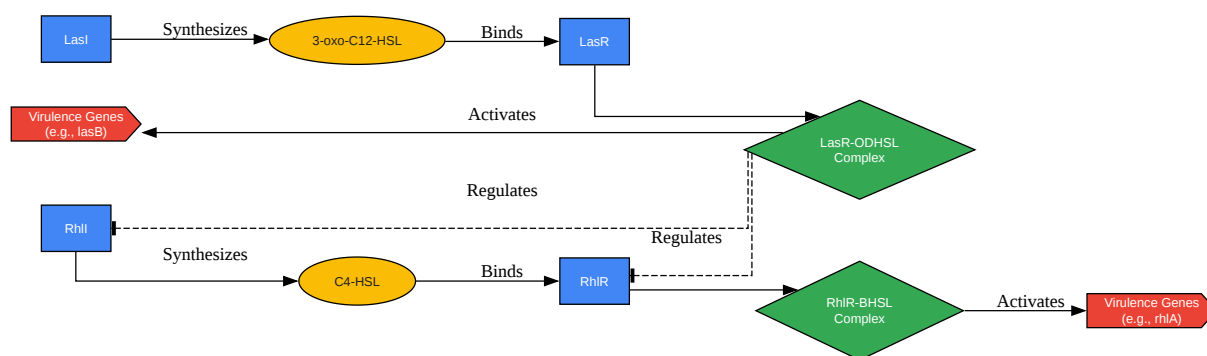 Synthesizes
Binds
LasI
3-oxo-C12-HSL
LasR
Activates
Virulence Genes
(e.g., lasB)
LasR-ODHSL
Complex
Regulates
RhlI
Regulates
Synthesizes
Binds
C4-HSL
RhlR
RhlR-BHSL
Complex
Activates
Virulence Genes
(e.g., rhlA)